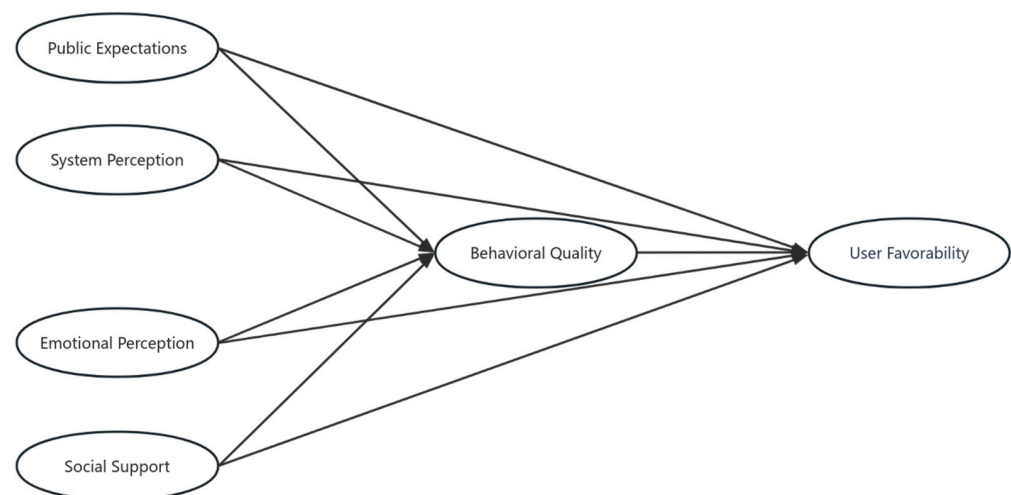 Public Expectations
System Perception
Behavioral Quality
User Favorability
Emotional Perception
Social Support